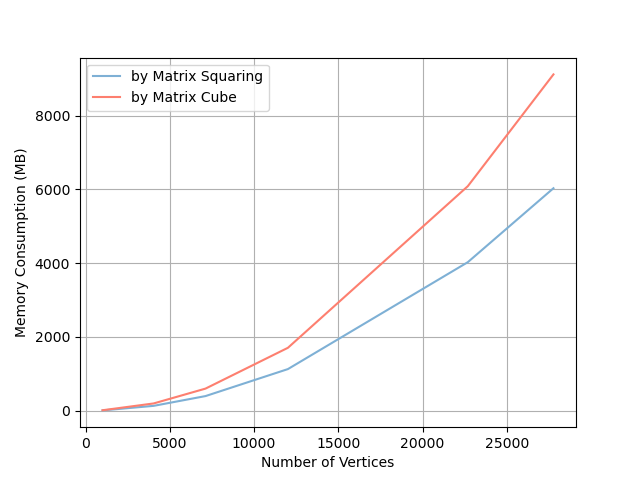 by Matrix Squaring
by Matrix Cube
8000
6000
4000
2000
0
Memory Consumption (MB)
0 5000 10000 15000 20000 25000
Number of Vertices